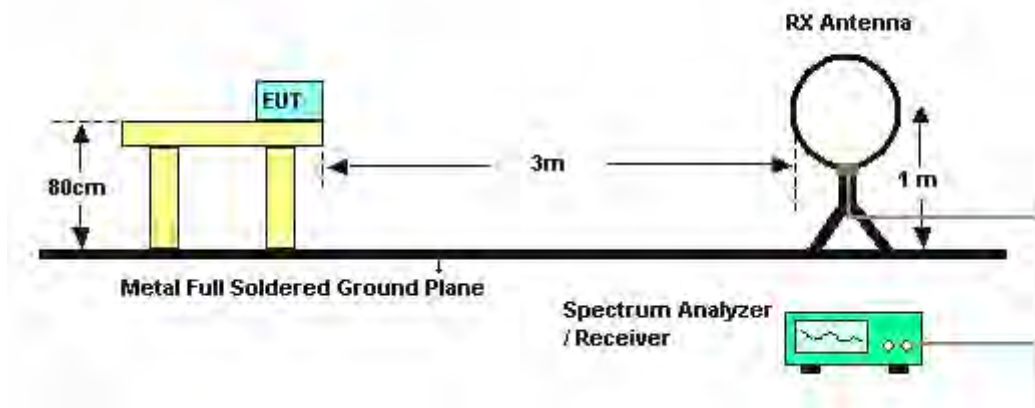 RX Antenna
EUT
3m
80cm
1 m
Metal Full Soldered Ground Plane
Spectrum Analyzer
/ Receiver